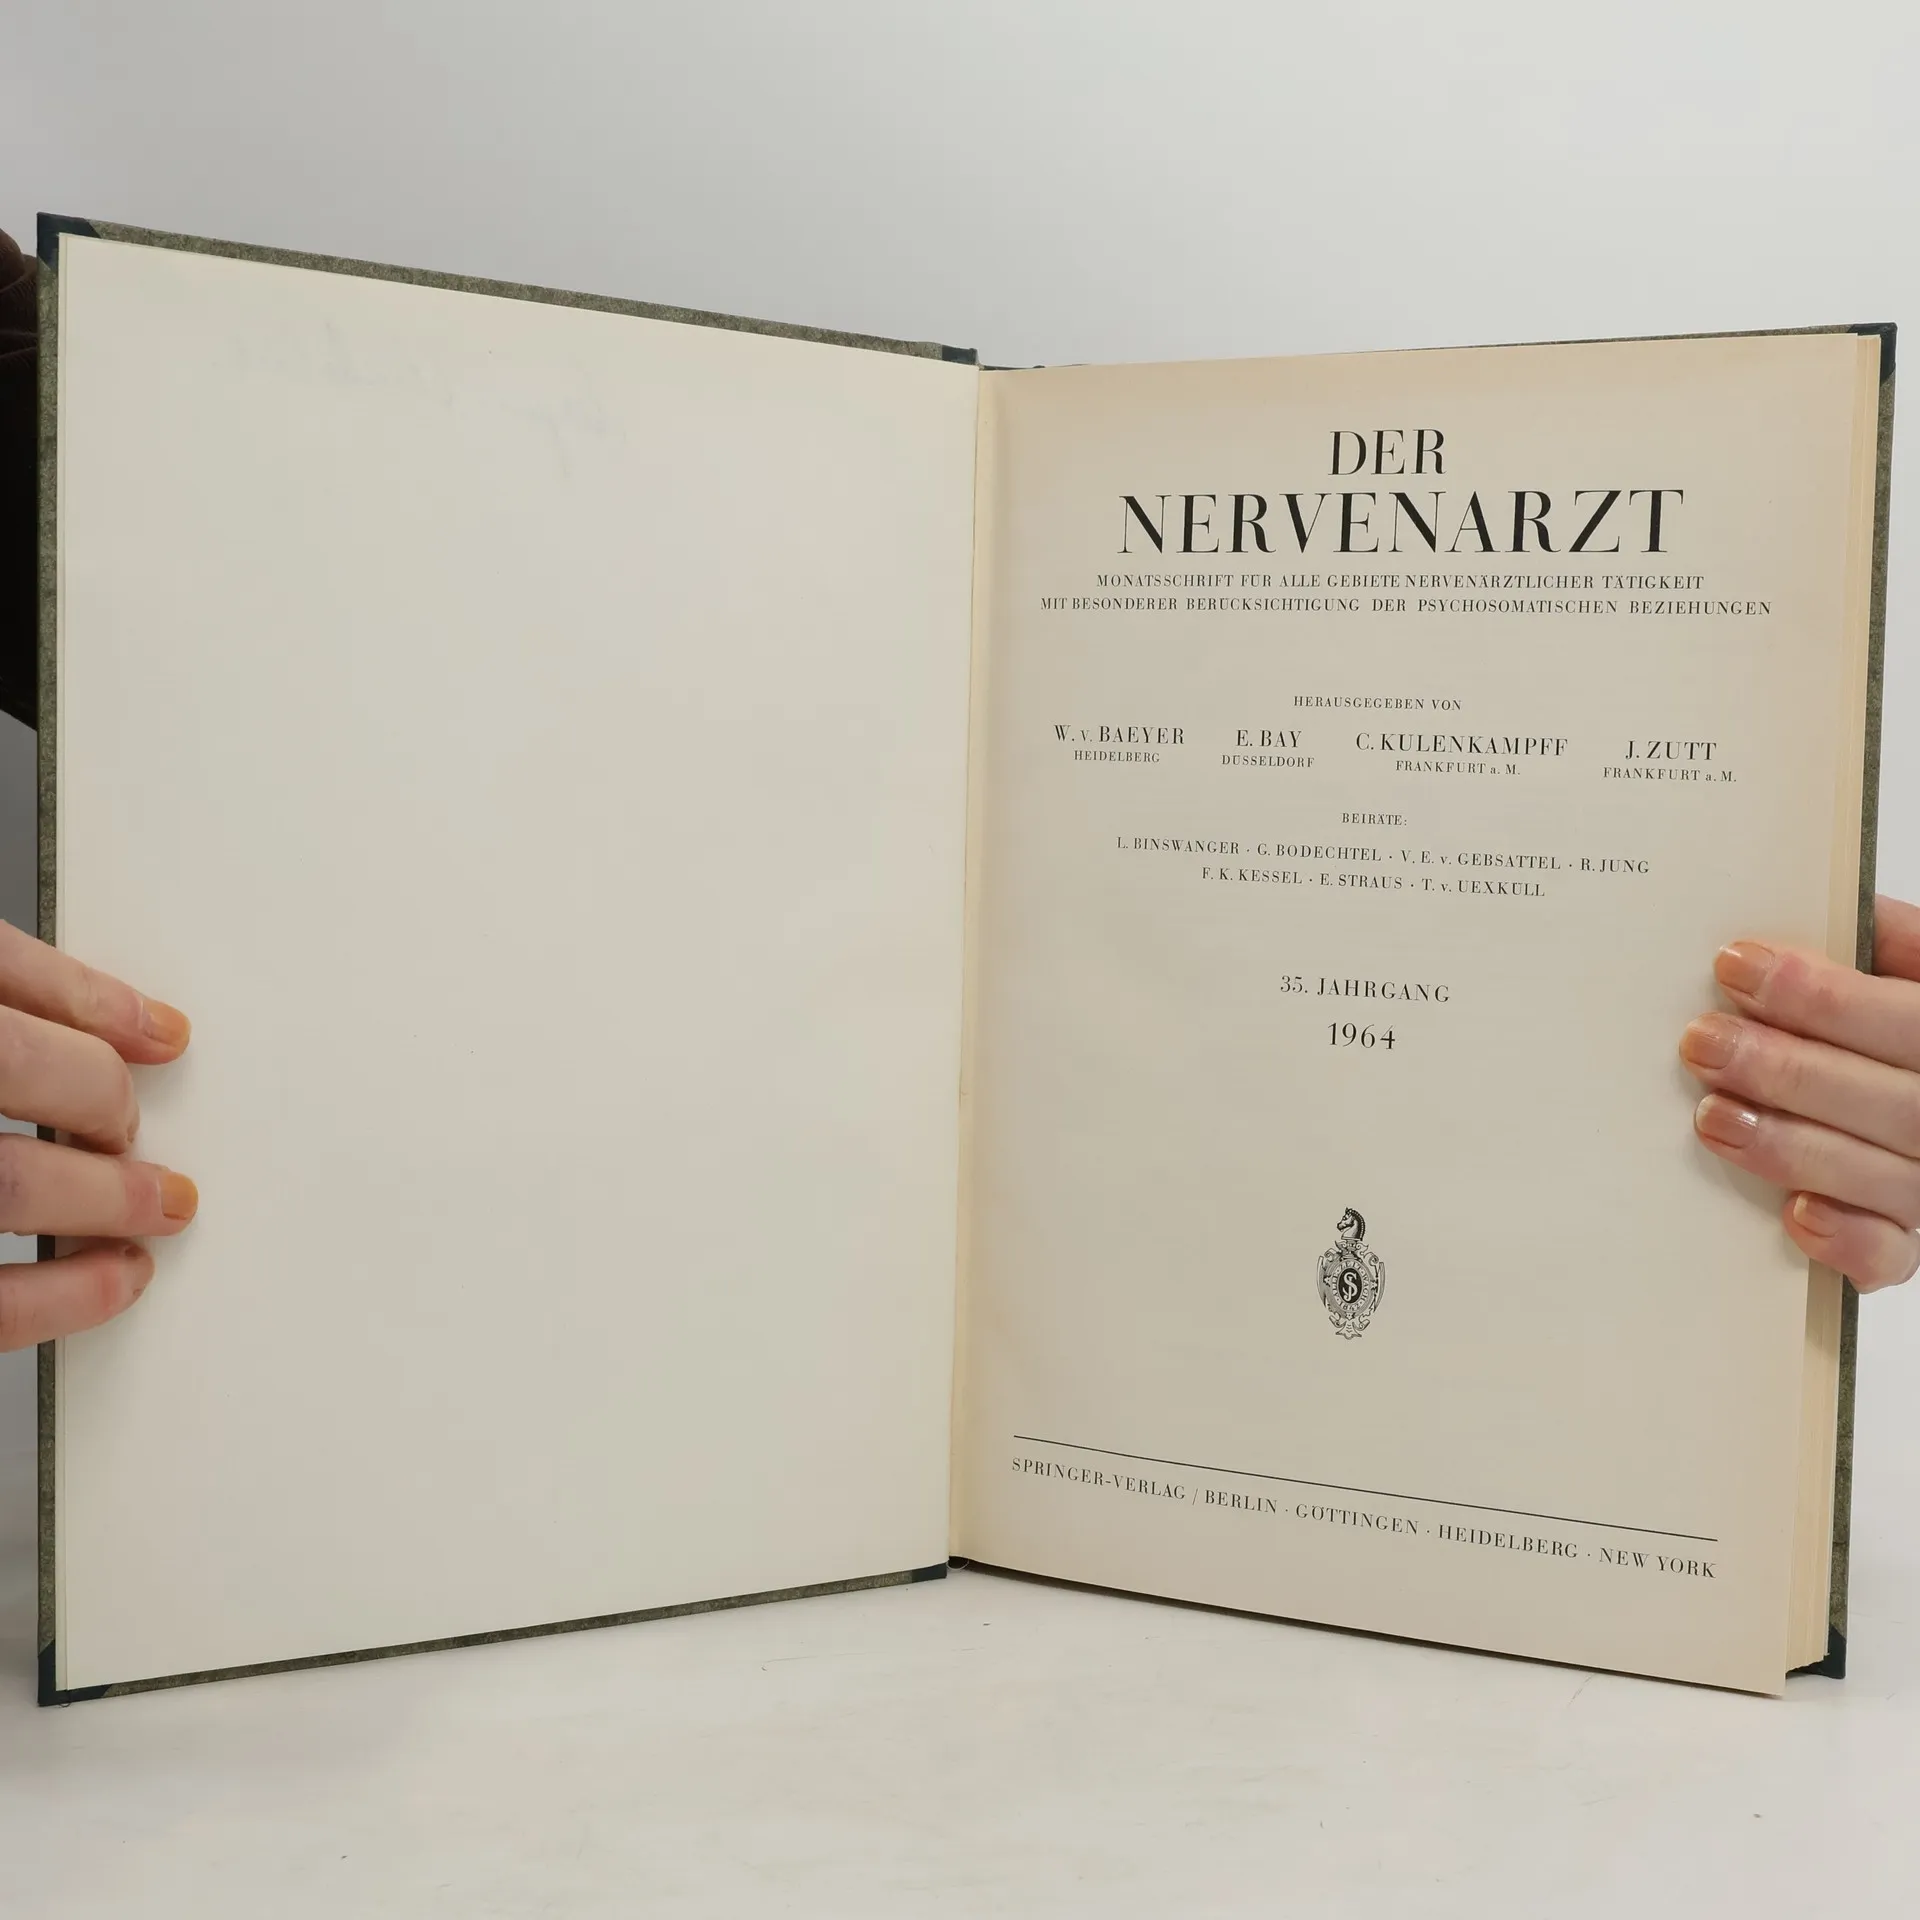 DER
NERVENARZT
MONATSSCHRIFT FÜR ALLE GEBIETE NERVENÄRZTLICHER TÄTIGKEIT
MIT BESONDERER BERÜCKSICHTIGUNG DER PSYCHOSOMATISCHEN BEZIEHUNGEN
HERAUSGEGEBEN VON
W. v. BAEYER E. BAY C. KULENKAMPFF J. ZUTT
HEIDELBERG DÜSSELDORF FRANKFURT a. M. FRANKFURT a. M.
BEIRÄTE:
L. BINSWANGER · G. BODECHTEL · V. E. v. GEBSATTEL · R. JUNG
F. K. KESSEL · E. STRAUS · T. v. UEXKÜLL
35. JAHRGANG
1964
SPRINGER-VERLAG / BERLIN · GÖTTINGEN · HEIDELBERG · NEW YORK